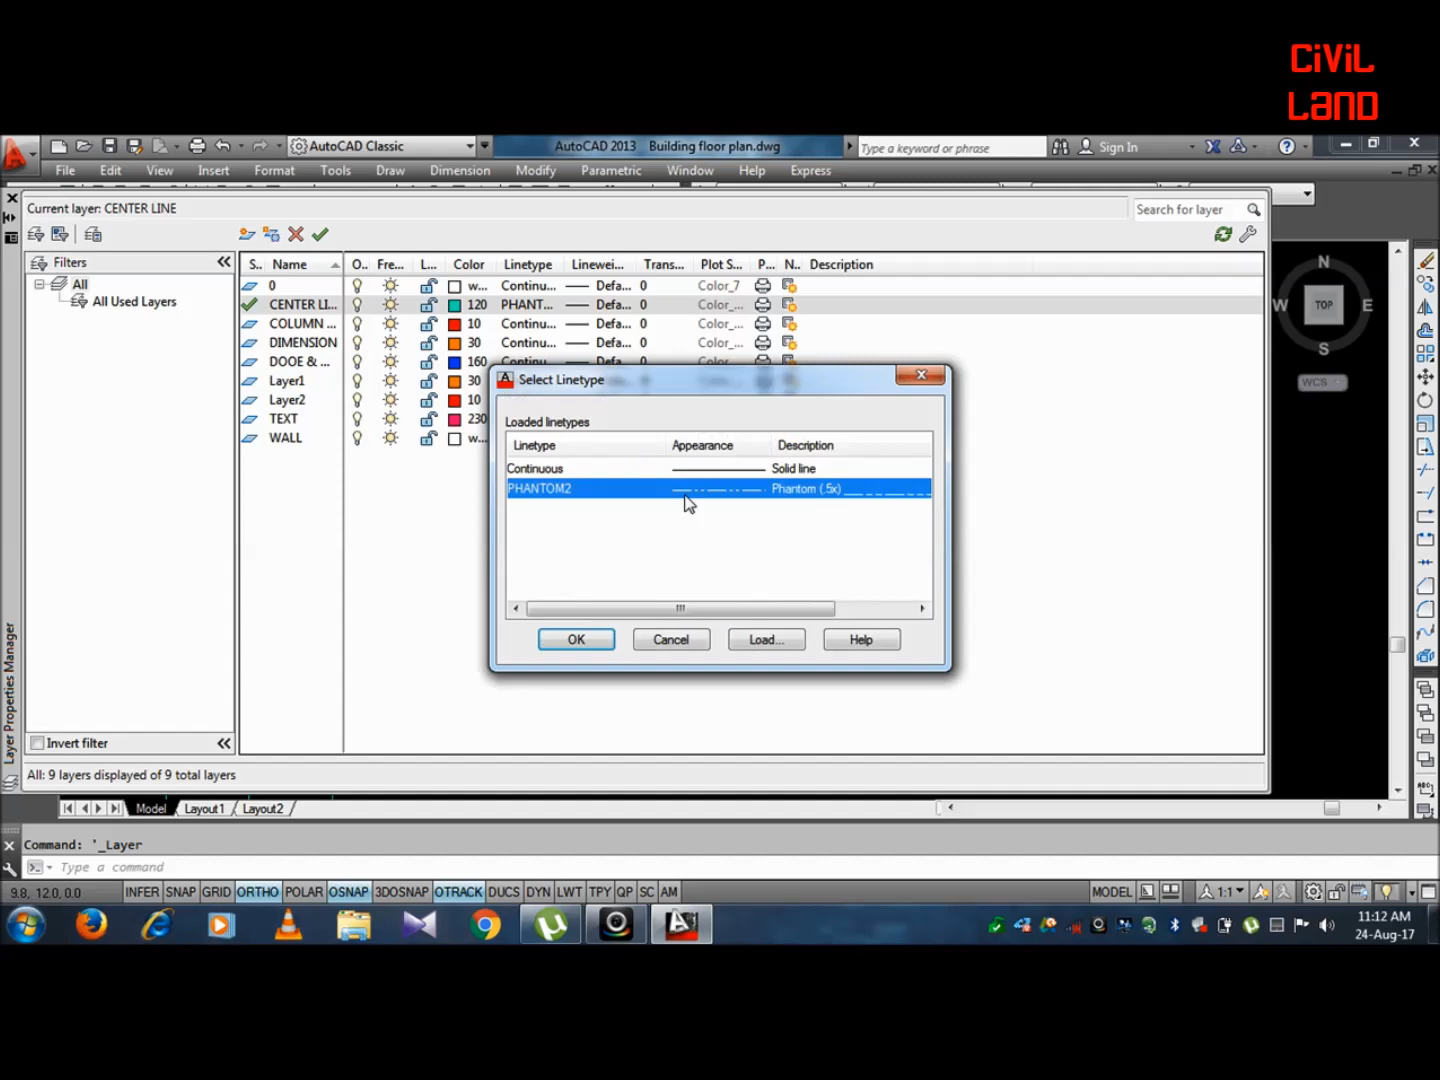 CiViL
LanD
AutoCAD Classic
AutoCAD 2013 Building floor plan.dwg
Type a keyword or phrase
Sign In
File Edit View Insert Format Tools Draw Dimension Modify Parametric Window Help Express
Current layer: CENTER LINE
Search for layer
Filters
All
All Used Layers
S.. Name O.. Fre... L... Color Linetype Linewei... Trans... Plot S... P... N.. Description
0 w... Continu... Defa... 0 Color_7
CENTER LI... 120 PHANT... Defa... 0 Color_...
COLUMN ... 10 Continu... Defa... 0 Color_...
DIMENSION 30 Continu... Defa... 0 Color_...
DOOE & ... 160 Continu... Defa... 0 Color_...
Layer1 30
Layer2 10
TEXT 230
WALL w...
Select Linetype
Loaded linetypes
Linetype Appearance Description
Continuous Solid line
PHANTOM2 Phantom (.5x)
OK Cancel Load... Help
Layer Properties Manager
Invert filter
All: 9 layers displayed of 9 total layers
Model Layout1 Layout2
Command: '_Layer
Type a command
9.8, 12.0, 0.0 INFER SNAP GRID ORTHO POLAR OSNAP 3DOSNAP OTRACK DUCS DYN LWT TPY QP SC AM MODEL 1:1
N
W TOP E
S
WCS
11:12 AM
24-Aug-17